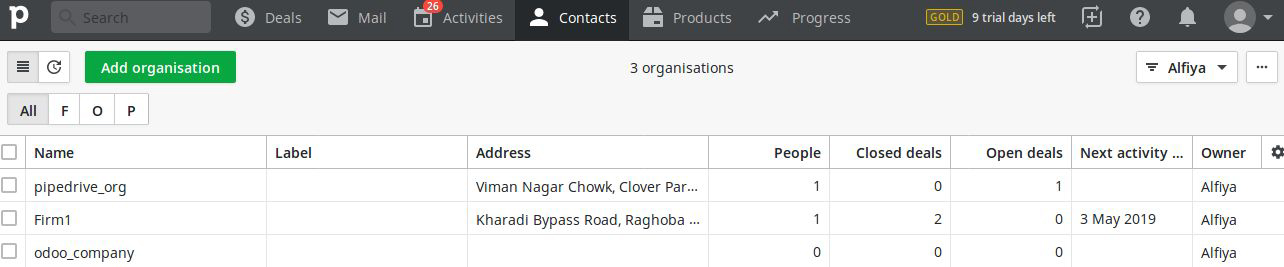 p Search Deals Mail 26 Activities Contacts Products Progress GOLD 9 trial days left
Add organisation 3 organisations Alfiya ...
All F O P
Name Label Address People Closed deals Open deals Next activity ... Owner
pipedrive_org Viman Nagar Chowk, Clover Par... 1 0 1 Alfiya
Firm1 Kharadi Bypass Road, Raghoba ... 1 2 0 3 May 2019 Alfiya
odoo_company 0 0 0 Alfiya